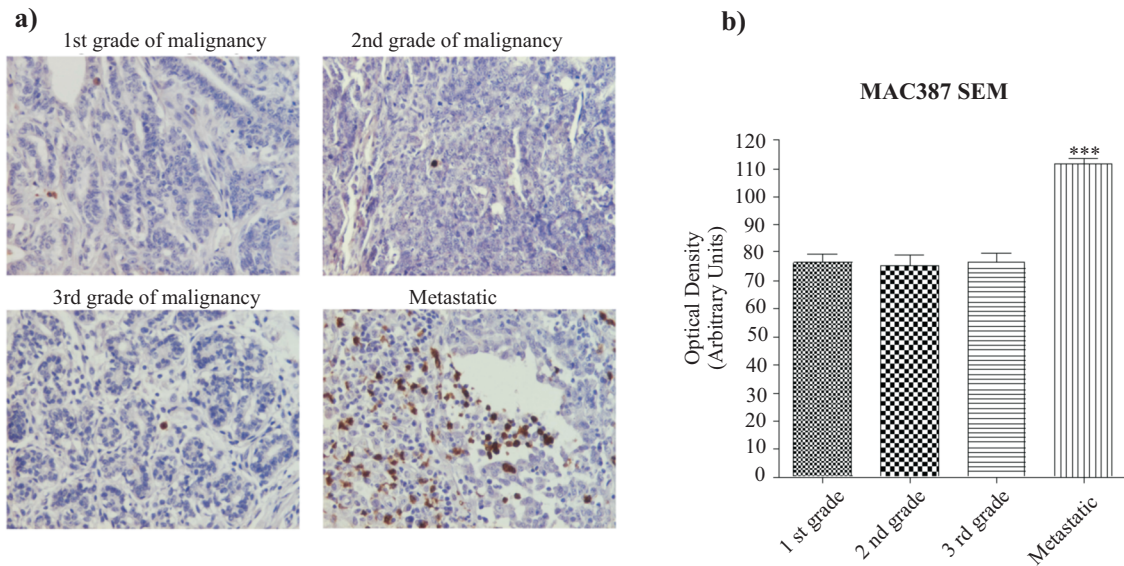 a)
1st grade of malignancy
2nd grade of malignancy
3rd grade of malignancy
Metastatic
b)
MAC387 SEM
Optical Density
(Arbitrary Units)
120
110
100
90
80
70
60
50
40
30
20
10
0
***
1 st grade
2 nd grade
3 rd grade
Metastatic